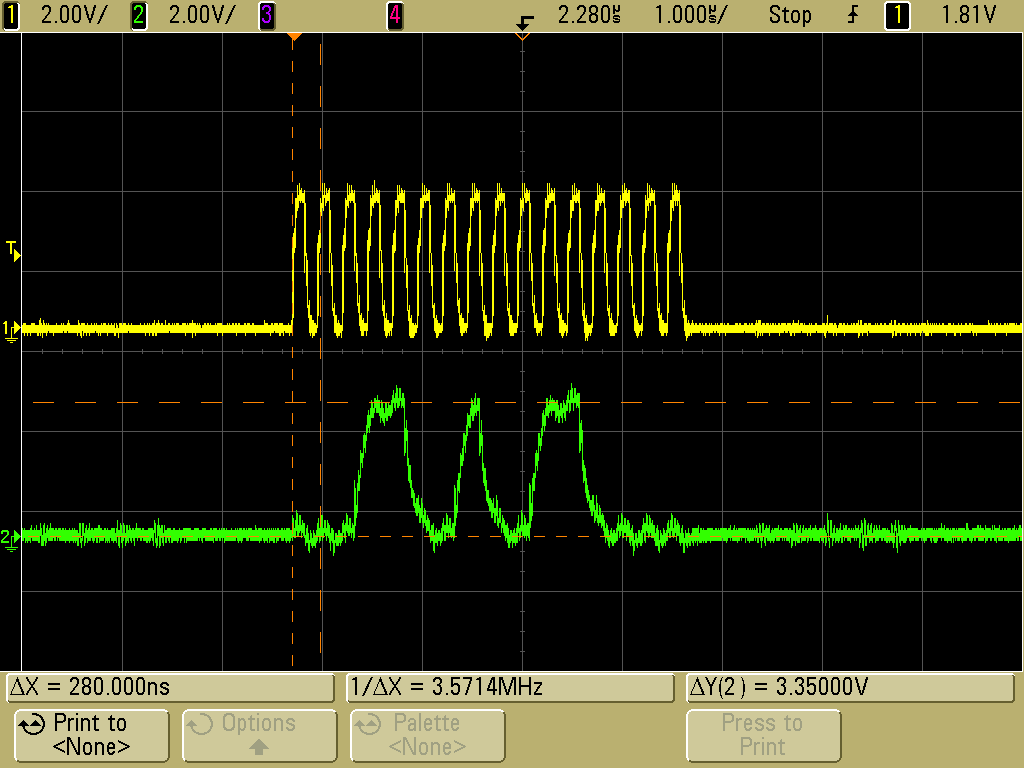 1 2.00V/ 2 2.00V/ 3 4 2.280µs 1.000µs/ Stop 1 1.81V
T
1
2
ΔX = 280.000ns 1/ΔX = 3.5714MHz ΔY(2) = 3.35000V
Print to Options Palette Press to
<None> <None> Print